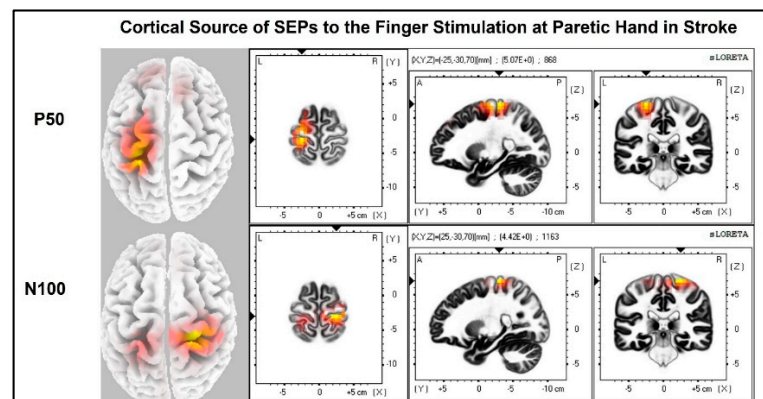 Cortical Source of SEPs to the Finger Stimulation at Paretic Hand in Stroke
P50
L R (Y)
+5
0
-5
-10
-5 0 +5 cm (X)
(X,Y,Z)=(-25,-30,70)[mm] ; (5.07E+0) ; 868
sLORETA
A P (Z)
+5
0
-5
(Y) +5 0 -5 -10 cm
L R (Z)
+5
0
-5
-5 0 +5 cm (X)
N100
L R (Y)
+5
0
-5
-10
-5 0 +5 cm (X)
(X,Y,Z)=(25,-30,70)[mm] ; (4.42E+0) ; 1163
sLORETA
A P (Z)
+5
0
-5
(Y) +5 0 -5 -10 cm
L R (Z)
+5
0
-5
-5 0 +5 cm (X)